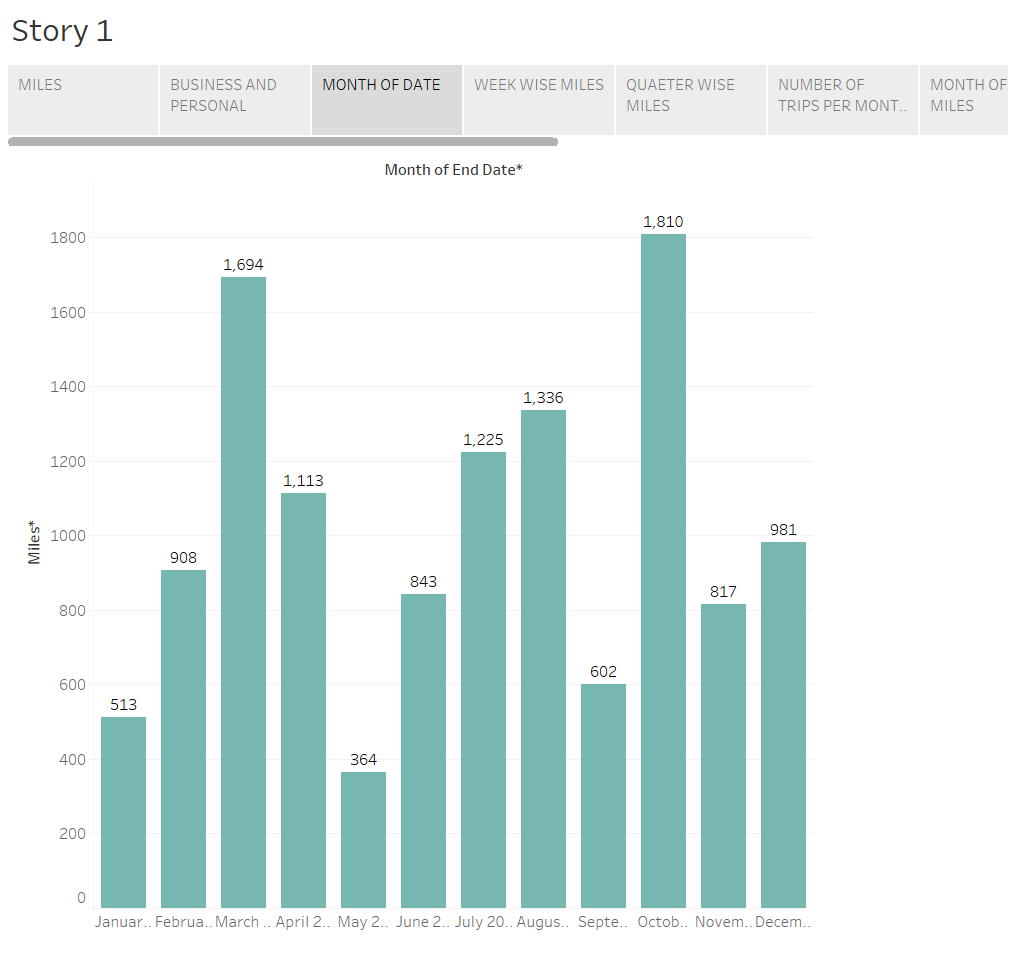 Story 1
MILES
BUSINESS AND
PERSONAL
MONTH OF DATE
WEEK WISE MILES
QUAETER WISE
MILES
NUMBER OF
TRIPS PER MONT..
MONTH OF
MILES
Month of End Date*
Miles*
1800
1600
1400
1200
1000
800
600
400
200
0
513
908
1,694
1,113
364
843
1,225
1,336
602
1,810
817
981
Januar..
Februa..
March ..
April 2..
May 2..
June 2..
July 20..
Augus..
Septe..
Octob..
Novem..
Decem..